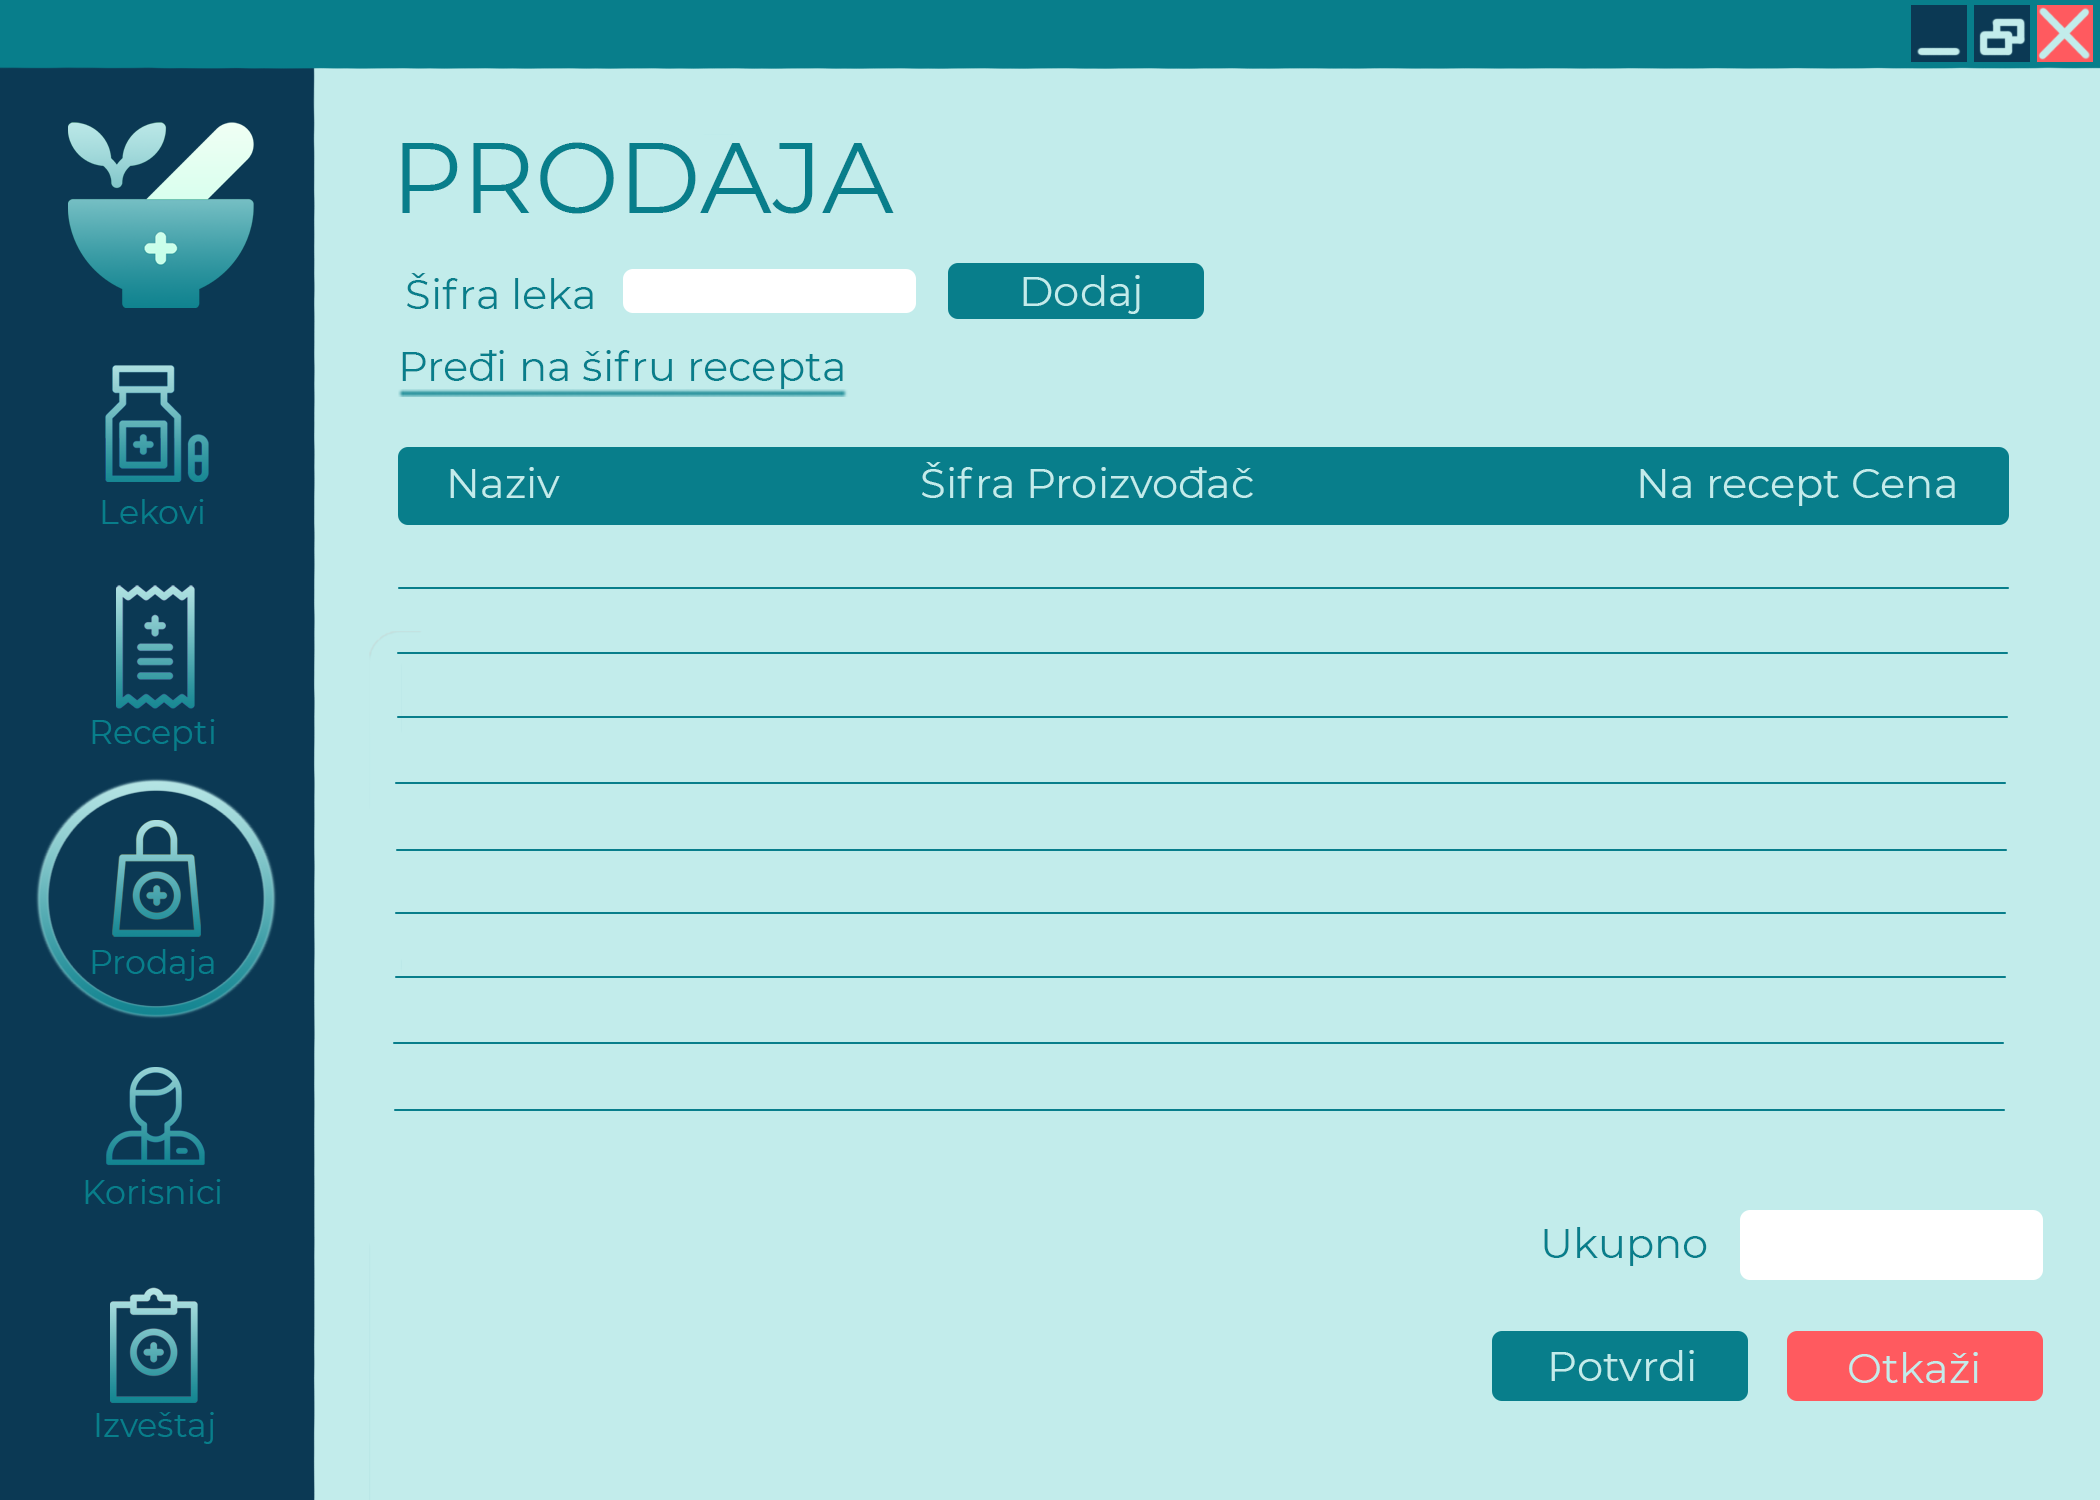 PRODAJA
Šifra leka
Dodaj
Pređi na šifru recepta
Naziv Šifra Proizvođač Na recept Cena
Lekovi
Recepti
Prodaja
Korisnici
Izveštaj
Ukupno
Potvrdi Otkaži